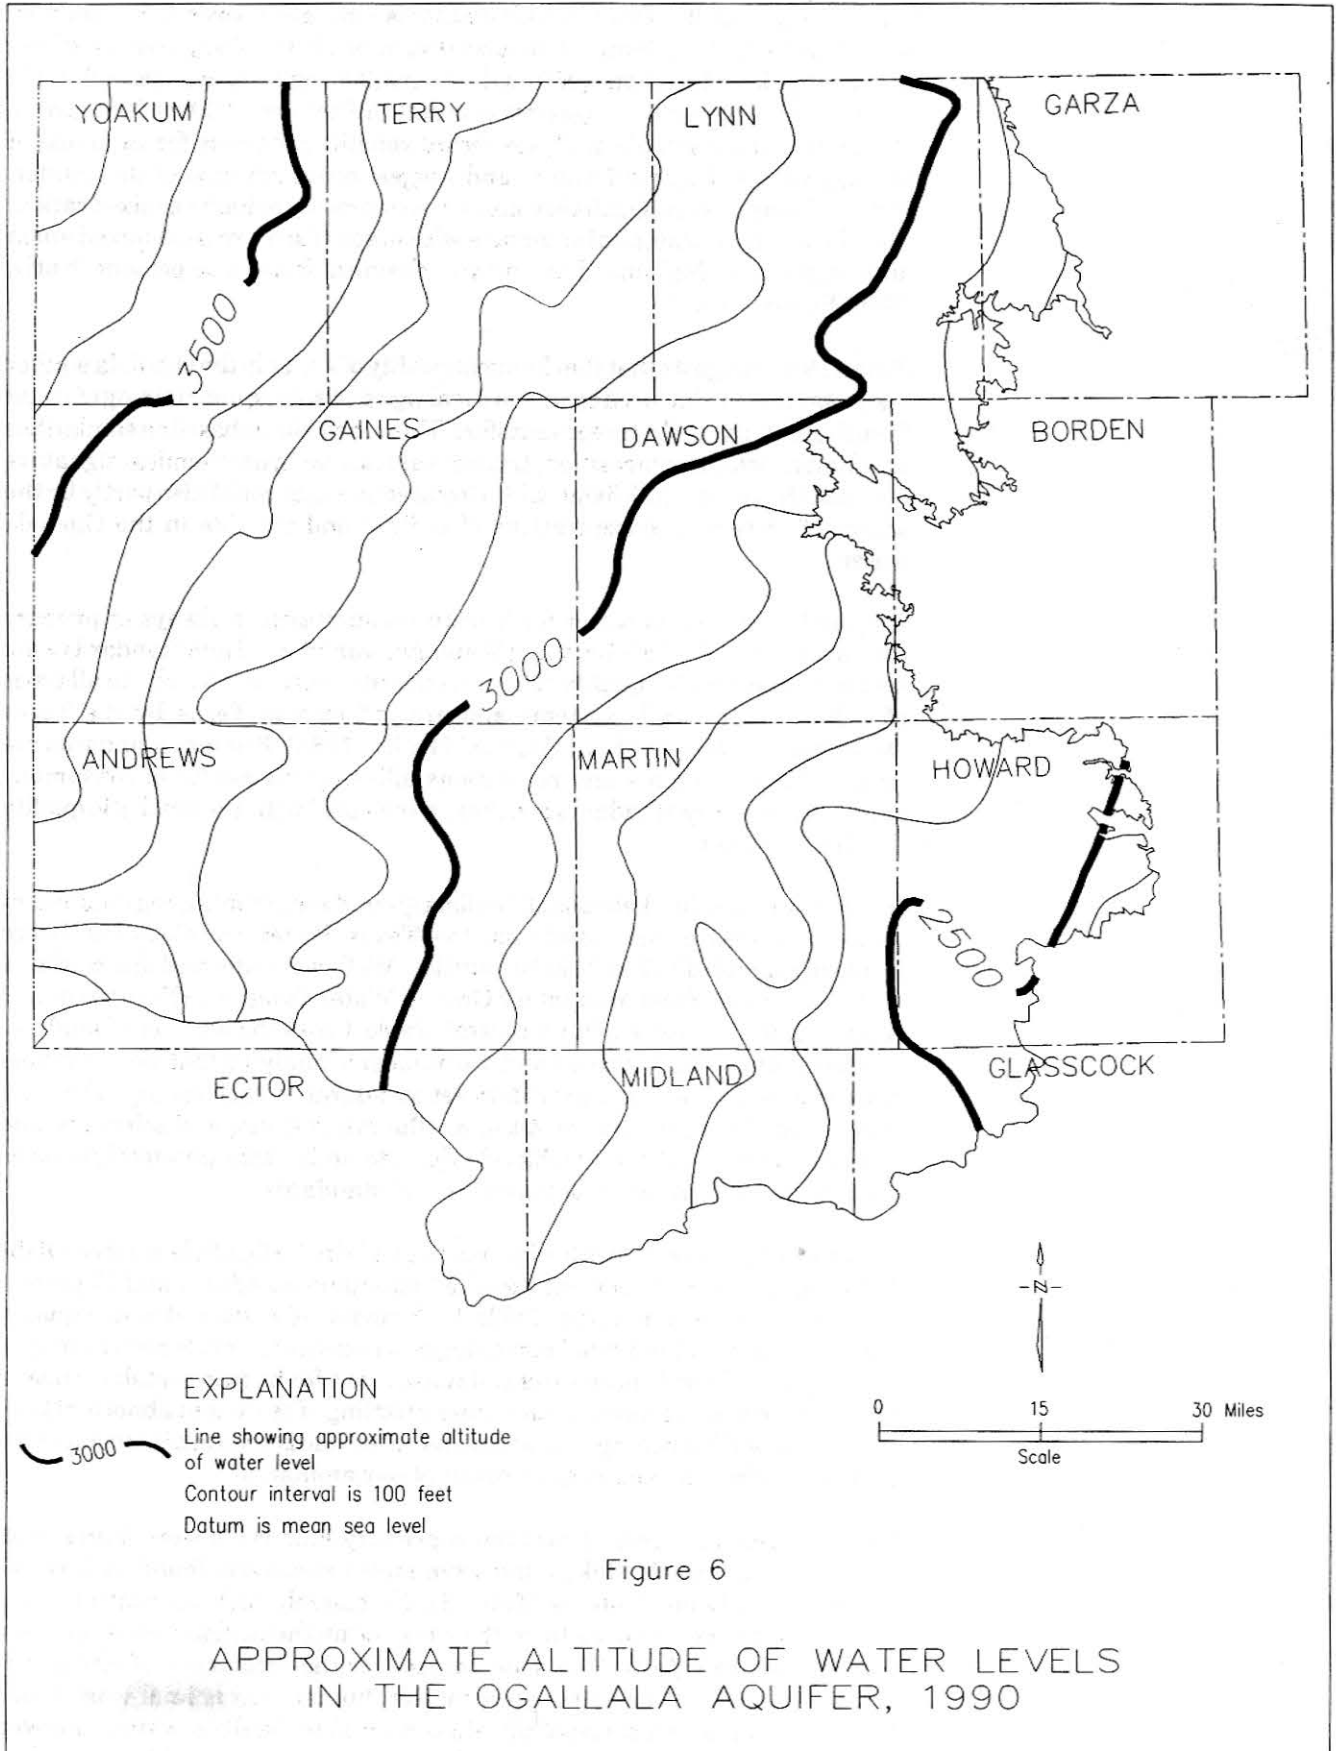 YOAKUM
TERRY
LYNN
GARZA
3500
GAINES
DAWSON
BORDEN
3000
ANDREWS
MARTIN
HOWARD
2500
ECTOR
MIDLAND
GLASSCOCK
-N-
EXPLANATION
3000
Line showing approximate altitude
of water level
Contour interval is 100 feet
Datum is mean sea level
0 15 30 Miles
Scale
Figure 6
APPROXIMATE ALTITUDE OF WATER LEVELS
IN THE OGALLALA AQUIFER, 1990